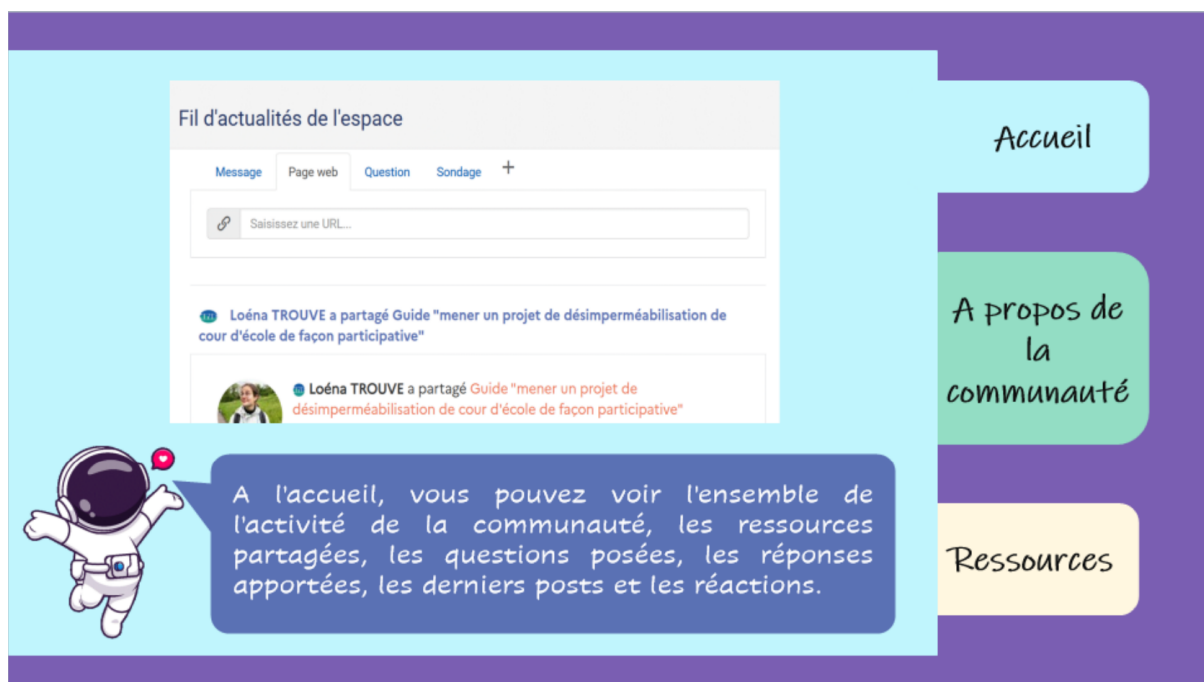 Fil d'actualités de l'espace
Message Page web Question Sondage +
Saisissez une URL...
Loéna TROUVE a partagé Guide "mener un projet de désimperméabilisation de
cour d'école de façon participative"
Loéna TROUVE a partagé Guide "mener un projet de
désimperméabilisation de cour d'école de façon participative"
A l'accueil, vous pouvez voir l'ensemble de
l'activité de la communauté, les ressources
partagées, les questions posées, les réponses
apportées, les derniers posts et les réactions.
Accueil
A propos de
la
communauté
Ressources